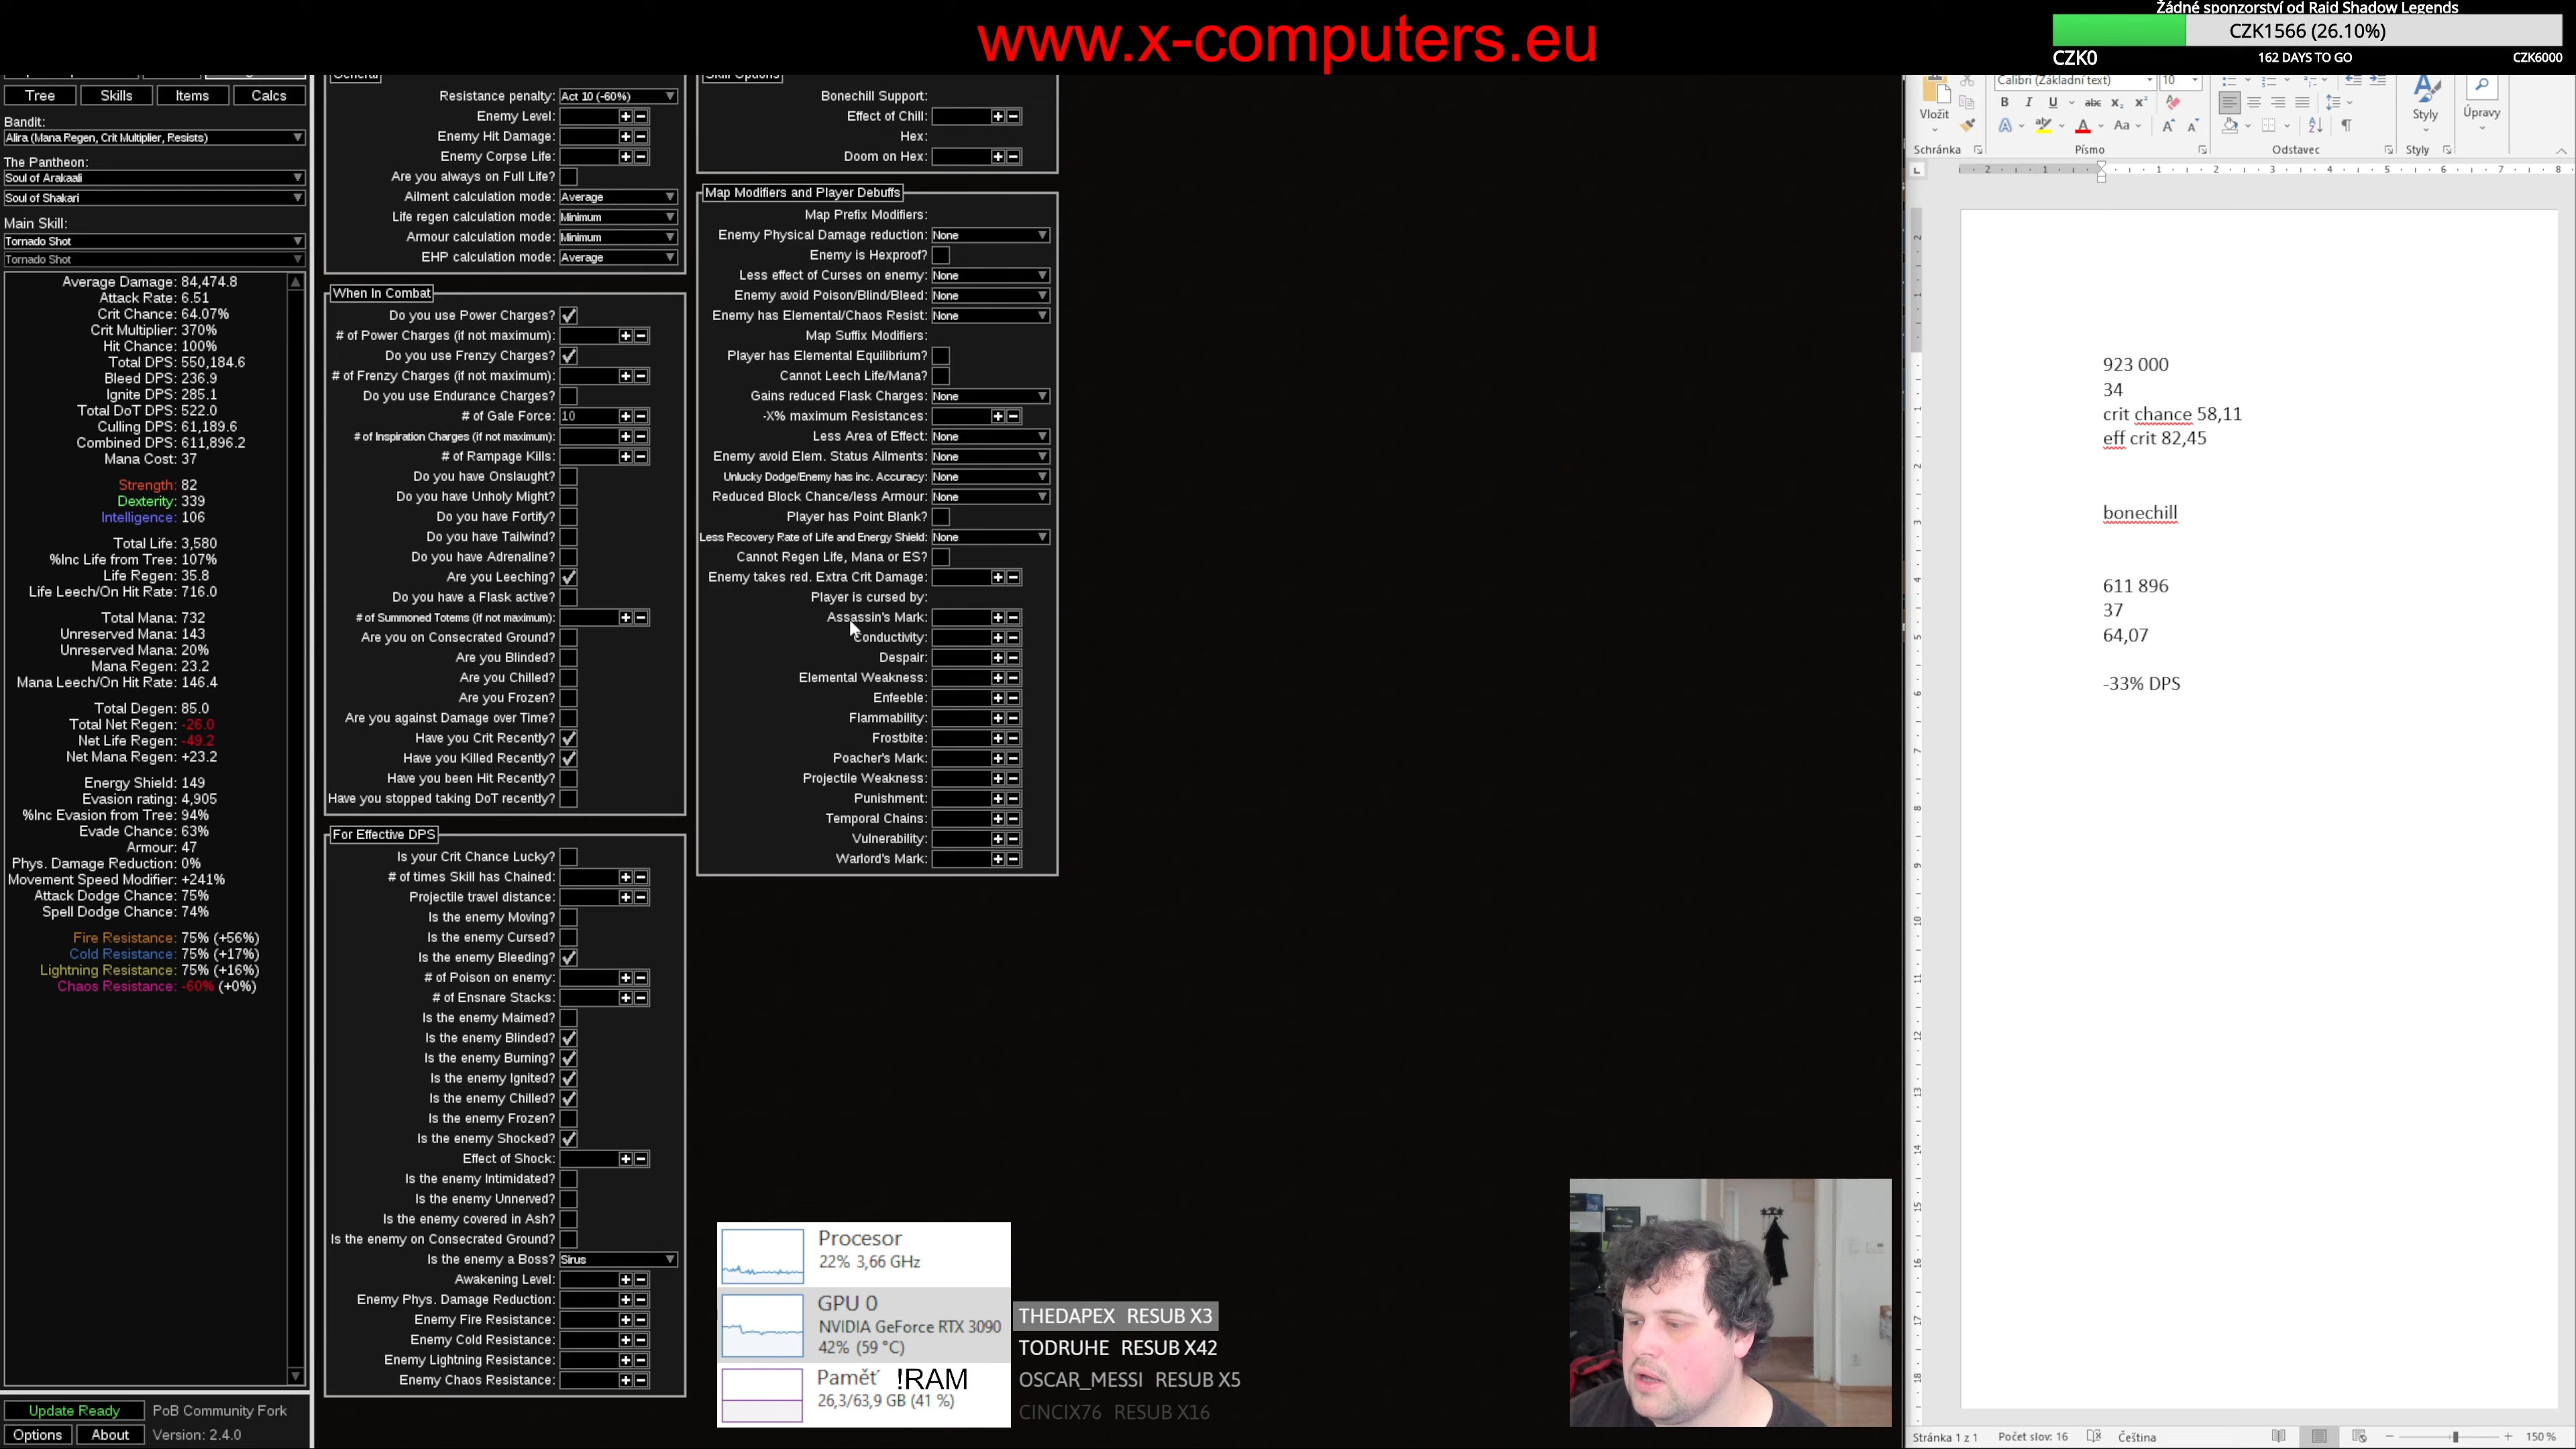 www.x-computers.eu
Žádné sponzorství od Raid Shadow Legends
CZK1566 (26.10%)
CZK0
162 DAYS TO GO
CZK6000
Tree
Skills
Items
Calcs
Bandit:
Alira (Mana Regen, Crit Multiplier, Resists)
The Pantheon:
Soul of Arakaali
Soul of Shakari
Main Skill:
Tornado Shot
Tornado Shot
Average Damage: 84,474.8
Attack Rate: 6.51
Crit Chance: 64.07%
Crit Multiplier: 370%
Hit Chance: 100%
Total DPS: 550,184.6
Bleed DPS: 236.9
Ignite DPS: 285.1
Total DoT DPS: 522.0
Culling DPS: 61,189.6
Combined DPS: 611,896.2
Mana Cost: 37
Strength: 82
Dexterity: 339
Intelligence: 106
Total Life: 3,580
%Inc Life from Tree: 107%
Life Regen: 35.8
Life Leech/On Hit Rate: 716.0
Total Mana: 732
Unreserved Mana: 143
Unreserved Mana: 20%
Mana Regen: 23.2
Mana Leech/On Hit Rate: 146.4
Total Degen: 85.0
Total Net Regen: -26.0
Net Life Regen: -49.2
Net Mana Regen: +23.2
Energy Shield: 149
Evasion rating: 4,905
%Inc Evasion from Tree: 94%
Evade Chance: 63%
Armour: 47
Phys. Damage Reduction: 0%
Movement Speed Modifier: +241%
Attack Dodge Chance: 75%
Spell Dodge Chance: 74%
Fire Resistance: 75% (+56%)
Cold Resistance: 75% (+17%)
Lightning Resistance: 75% (+16%)
Chaos Resistance: -60% (+0%)
Update Ready
PoB Community Fork
Options
About
Version: 2.4.0
General
Resistance penalty: Act 10 (-60%)
Enemy Level:
Enemy Hit Damage:
Enemy Corpse Life:
Are you always on Full Life?
Ailment calculation mode: Average
Life regen calculation mode: Minimum
Armour calculation mode: Minimum
EHP calculation mode: Average
When In Combat
Do you use Power Charges?
# of Power Charges (if not maximum):
Do you use Frenzy Charges?
# of Frenzy Charges (if not maximum):
Do you use Endurance Charges?
# of Gale Force: 10
# of Inspiration Charges (if not maximum):
# of Rampage Kills:
Do you have Onslaught?
Do you have Unholy Might?
Do you have Fortify?
Do you have Tailwind?
Do you have Adrenaline?
Are you Leeching?
Do you have a Flask active?
# of Summoned Totems (if not maximum):
Are you on Consecrated Ground?
Are you Blinded?
Are you Chilled?
Are you Frozen?
Are you against Damage over Time?
Have you Crit Recently?
Have you Killed Recently?
Have you been Hit Recently?
Have you stopped taking DoT recently?
For Effective DPS
Is your Crit Chance Lucky?
# of times Skill has Chained:
Projectile travel distance:
Is the enemy Moving?
Is the enemy Cursed?
Is the enemy Bleeding?
# of Poison on enemy:
# of Ensnare Stacks:
Is the enemy Maimed?
Is the enemy Blinded?
Is the enemy Burning?
Is the enemy Ignited?
Is the enemy Chilled?
Is the enemy Frozen?
Is the enemy Shocked?
Effect of Shock:
Is the enemy Intimidated?
Is the enemy Unnerved?
Is the enemy covered in Ash?
Is the enemy on Consecrated Ground?
Is the enemy a Boss? Sirus
Awakening Level:
Enemy Phys. Damage Reduction:
Enemy Fire Resistance:
Enemy Cold Resistance:
Enemy Lightning Resistance:
Enemy Chaos Resistance:
Skill Options
Bonechill Support:
Effect of Chill:
Hex:
Doom on Hex:
Map Modifiers and Player Debuffs
Map Prefix Modifiers:
Enemy Physical Damage reduction: None
Enemy is Hexproof?
Less effect of Curses on enemy: None
Enemy avoid Poison/Blind/Bleed: None
Enemy has Elemental/Chaos Resist: None
Map Suffix Modifiers:
Player has Elemental Equilibrium?
Cannot Leech Life/Mana?
Gains reduced Flask Charges: None
-X% maximum Resistances:
Less Area of Effect: None
Enemy avoid Elem. Status Ailments: None
Unlucky Dodge/Enemy has inc. Accuracy: None
Reduced Block Chance/less Armour: None
Player has Point Blank?
Less Recovery Rate of Life and Energy Shield: None
Cannot Regen Life, Mana or ES?
Enemy takes red. Extra Crit Damage:
Player is cursed by:
Assassin's Mark:
Conductivity:
Despair:
Elemental Weakness:
Enfeeble:
Flammability:
Frostbite:
Poacher's Mark:
Projectile Weakness:
Punishment:
Temporal Chains:
Vulnerability:
Warlord's Mark:
Procesor
22% 3,66 GHz
GPU 0
NVIDIA GeForce RTX 3090
42% (59 °C)
Paměť !RAM
26,3/63,9 GB (41 %)
THEDAPEX RESUB X3
TODRUHE RESUB X42
OSCAR_MESSI RESUB X5
CINCIX76 RESUB X16
Calibri (Základní text)
10
Vložit
Styly
Úpravy
Schránka
Písmo
Odstavec
Styly
923 000
34
crit chance 58,11
eff crit 82,45
bonechill
611 896
37
64,07
-33% DPS
Stránka 1 z 1
Počet slov: 16
Čeština
150 %